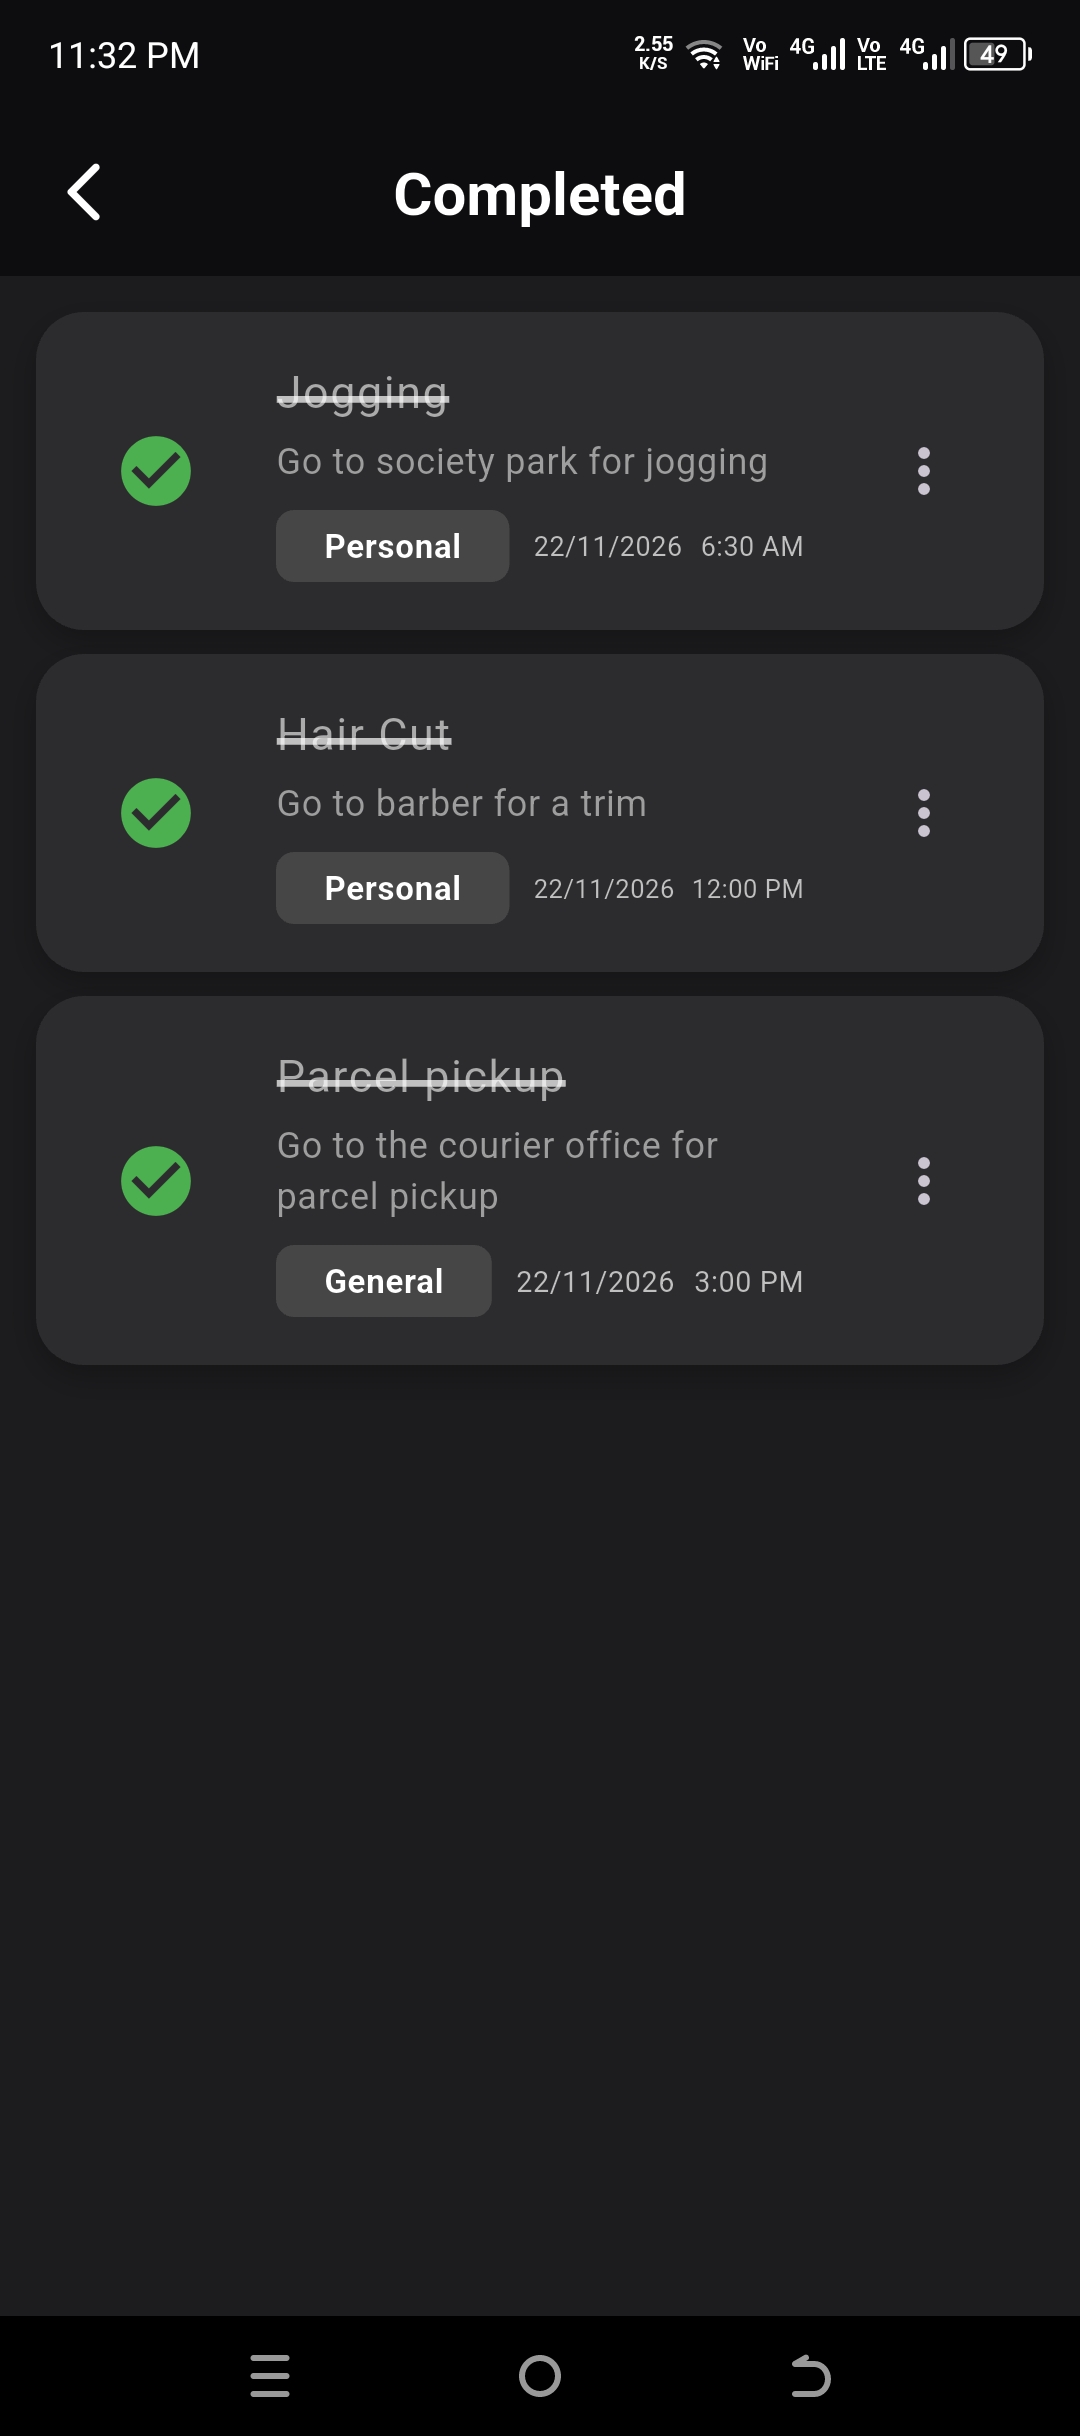 11:32 PM 2.55 K/S Vo WiFi 4G Vo LTE 4G 49
Completed
Jogging
Go to society park for jogging
Personal 22/11/2026 6:30 AM
Hair Cut
Go to barber for a trim
Personal 22/11/2026 12:00 PM
Parcel pickup
Go to the courier office for
parcel pickup
General 22/11/2026 3:00 PM